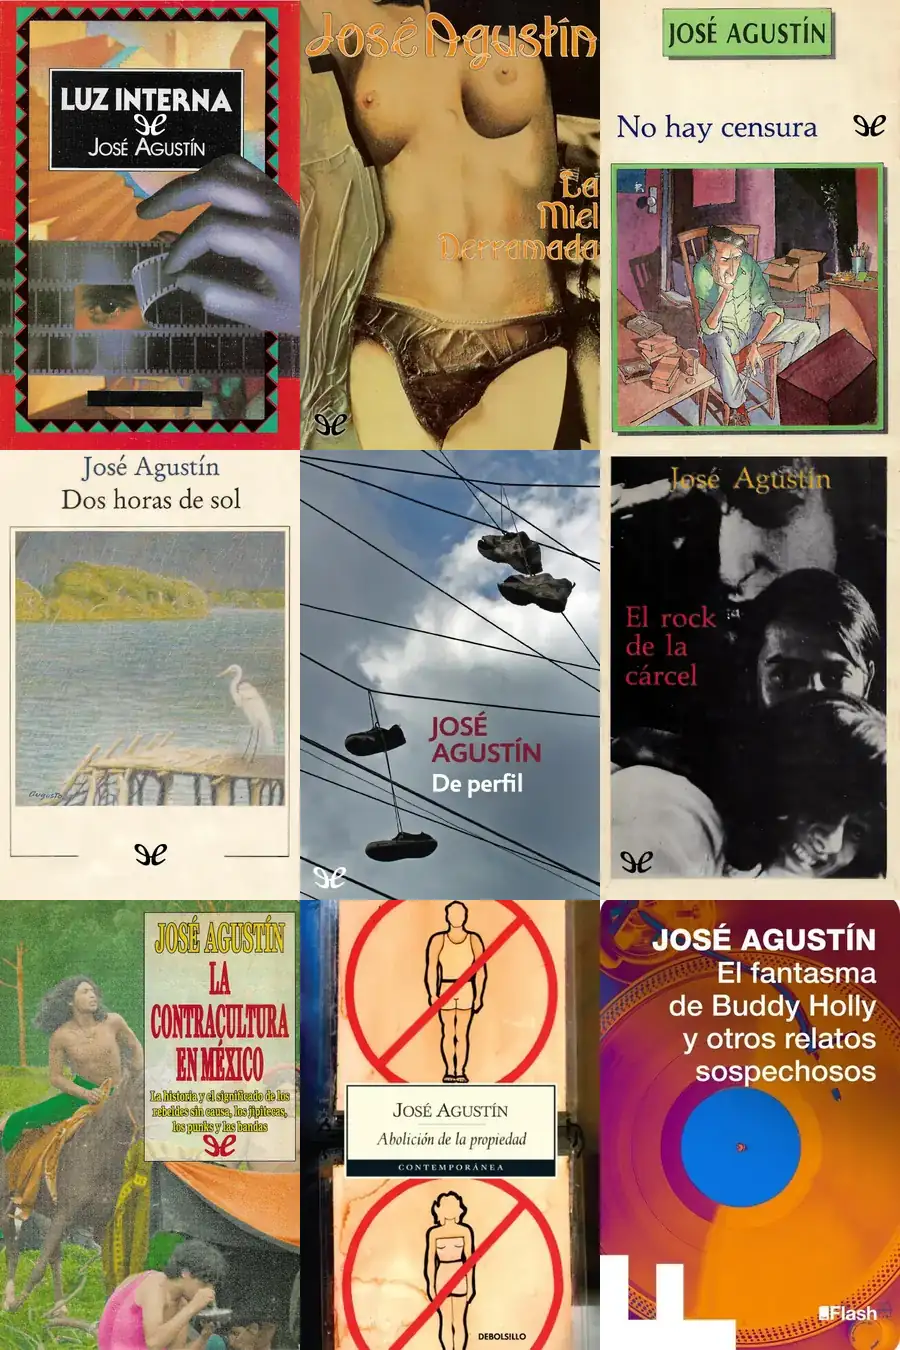 LUZ INTERNA
JOSÉ AGUSTÍN
José Agustín
La
Miel
Derramada
JOSÉ AGUSTÍN
No hay censura
José Agustín
Dos horas de sol
Augusto
JOSÉ
AGUSTÍN
De perfil
José Agustín
El rock
de la
cárcel
JOSÉ AGUSTÍN
LA
CONTRACULTURA
EN MÉXICO
La historia y el significado de los
rebeldes sin causa, los jipitecas,
los punks y las bandas
JOSÉ AGUSTÍN
Abolición de la propiedad
CONTEMPORÁNEA
DEBOLSILLO
JOSÉ AGUSTÍN
El fantasma
de Buddy Holly
y otros relatos
sospechosos
Flash